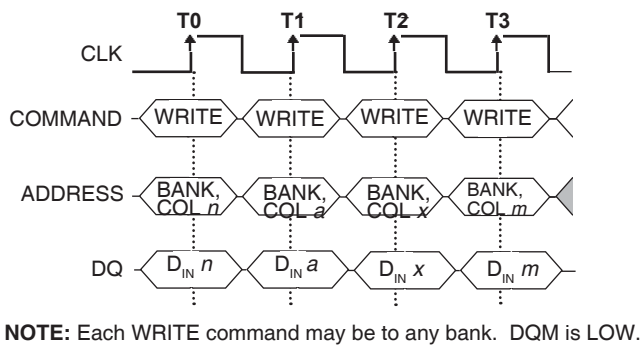 T0 T1 T2 T3
CLK
COMMAND WRITE WRITE WRITE WRITE
ADDRESS BANK, COL n BANK, COL a BANK, COL x BANK, COL m
DQ DIN n DIN a DIN x DIN m
NOTE: Each WRITE command may be to any bank. DQM is LOW.